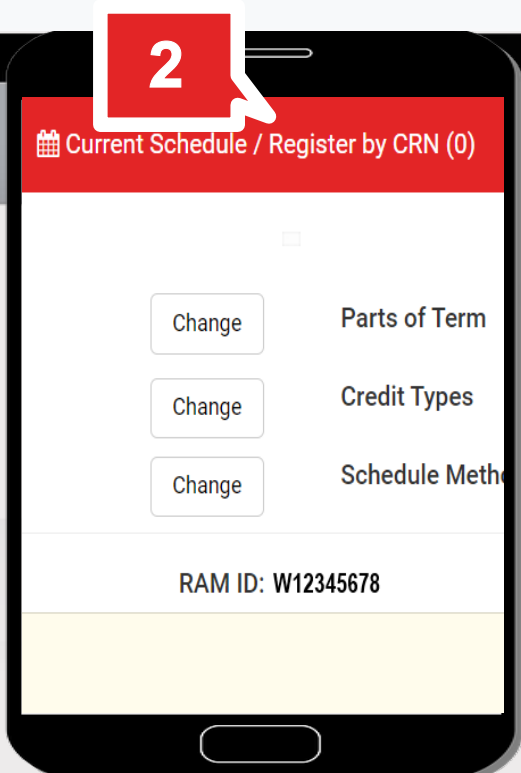 2
Current Schedule / Register by CRN (0)
Change Parts of Term
Change Credit Types
Change Schedule
RAM ID: W12345678